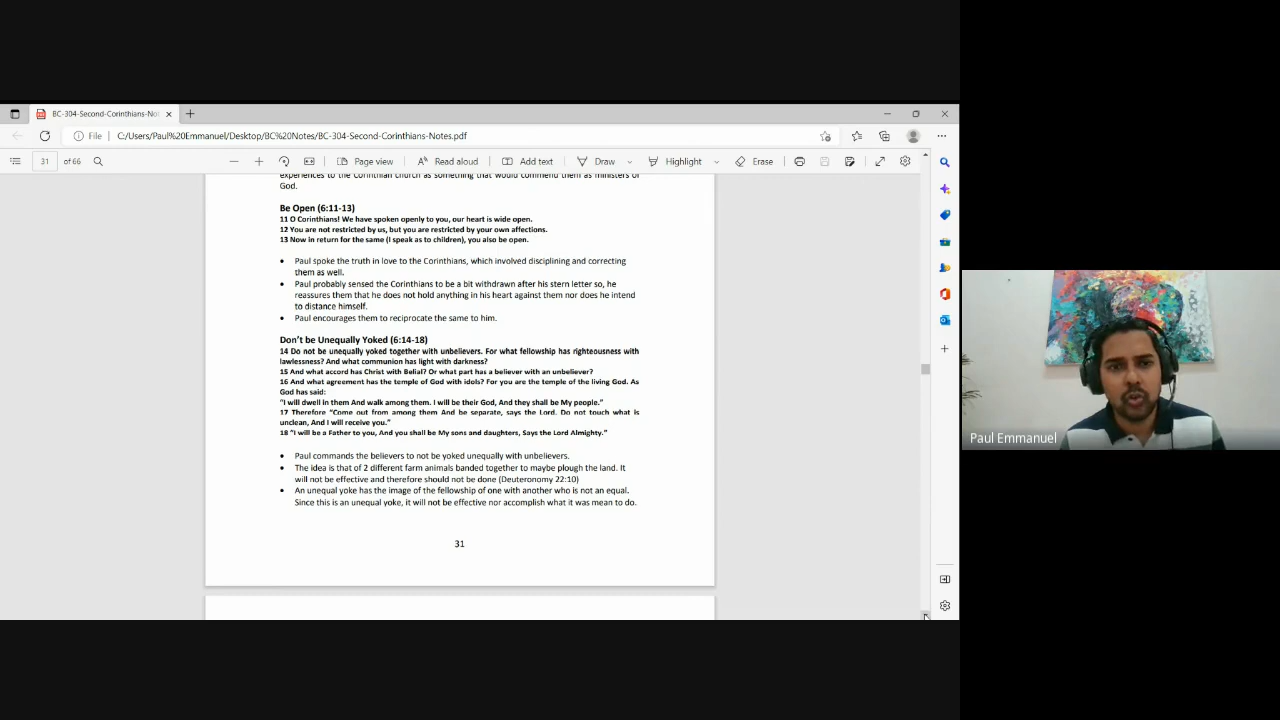 BC-304-Second-Corinthians-No
File
C:/Users/Paul%20Emmanuel/Desktop/BC%20Notes/BC-304-Second-Corinthians-Notes.pdf
31 of 66
Page view
Read aloud
Add text
Draw
Highlight
Erase
experiences to the Corinthian church as something that would commend them as ministers of
God.
Be Open (6:11-13)
11 O Corinthians! We have spoken openly to you, our heart is wide open.
12 You are not restricted by us, but you are restricted by your own affections.
13 Now in return for the same (I speak as to children), you also be open.
• Paul spoke the truth in love to the Corinthians, which involved disciplining and correcting
them as well.
• Paul probably sensed the Corinthians to be a bit withdrawn after his stern letter so, he
reassures them that he does not hold anything in his heart against them nor does he intend
to distance himself.
• Paul encourages them to reciprocate the same to him.
Don't be Unequally Yoked (6:14-18)
14 Do not be unequally yoked together with unbelievers. For what fellowship has righteousness with
lawlessness? And what communion has light with darkness?
15 And what accord has Christ with Belial? Or what part has a believer with an unbeliever?
16 And what agreement has the temple of God with idols? For you are the temple of the living God. As
God has said:
"I will dwell in them And walk among them. I will be their God, And they shall be My people."
17 Therefore "Come out from among them And be separate, says the Lord. Do not touch what is
unclean, And I will receive you."
18 "I will be a Father to you, And you shall be My sons and daughters, Says the Lord Almighty."
• Paul commands the believers to not be yoked unequally with unbelievers.
• The idea is that of 2 different farm animals banded together to maybe plough the land. It
will not be effective and therefore should not be done (Deuteronomy 22:10)
• An unequal yoke has the image of the fellowship of one with another who is not an equal.
Since this is an unequal yoke, it will not be effective nor accomplish what it was mean to do.
31
Paul Emmanuel